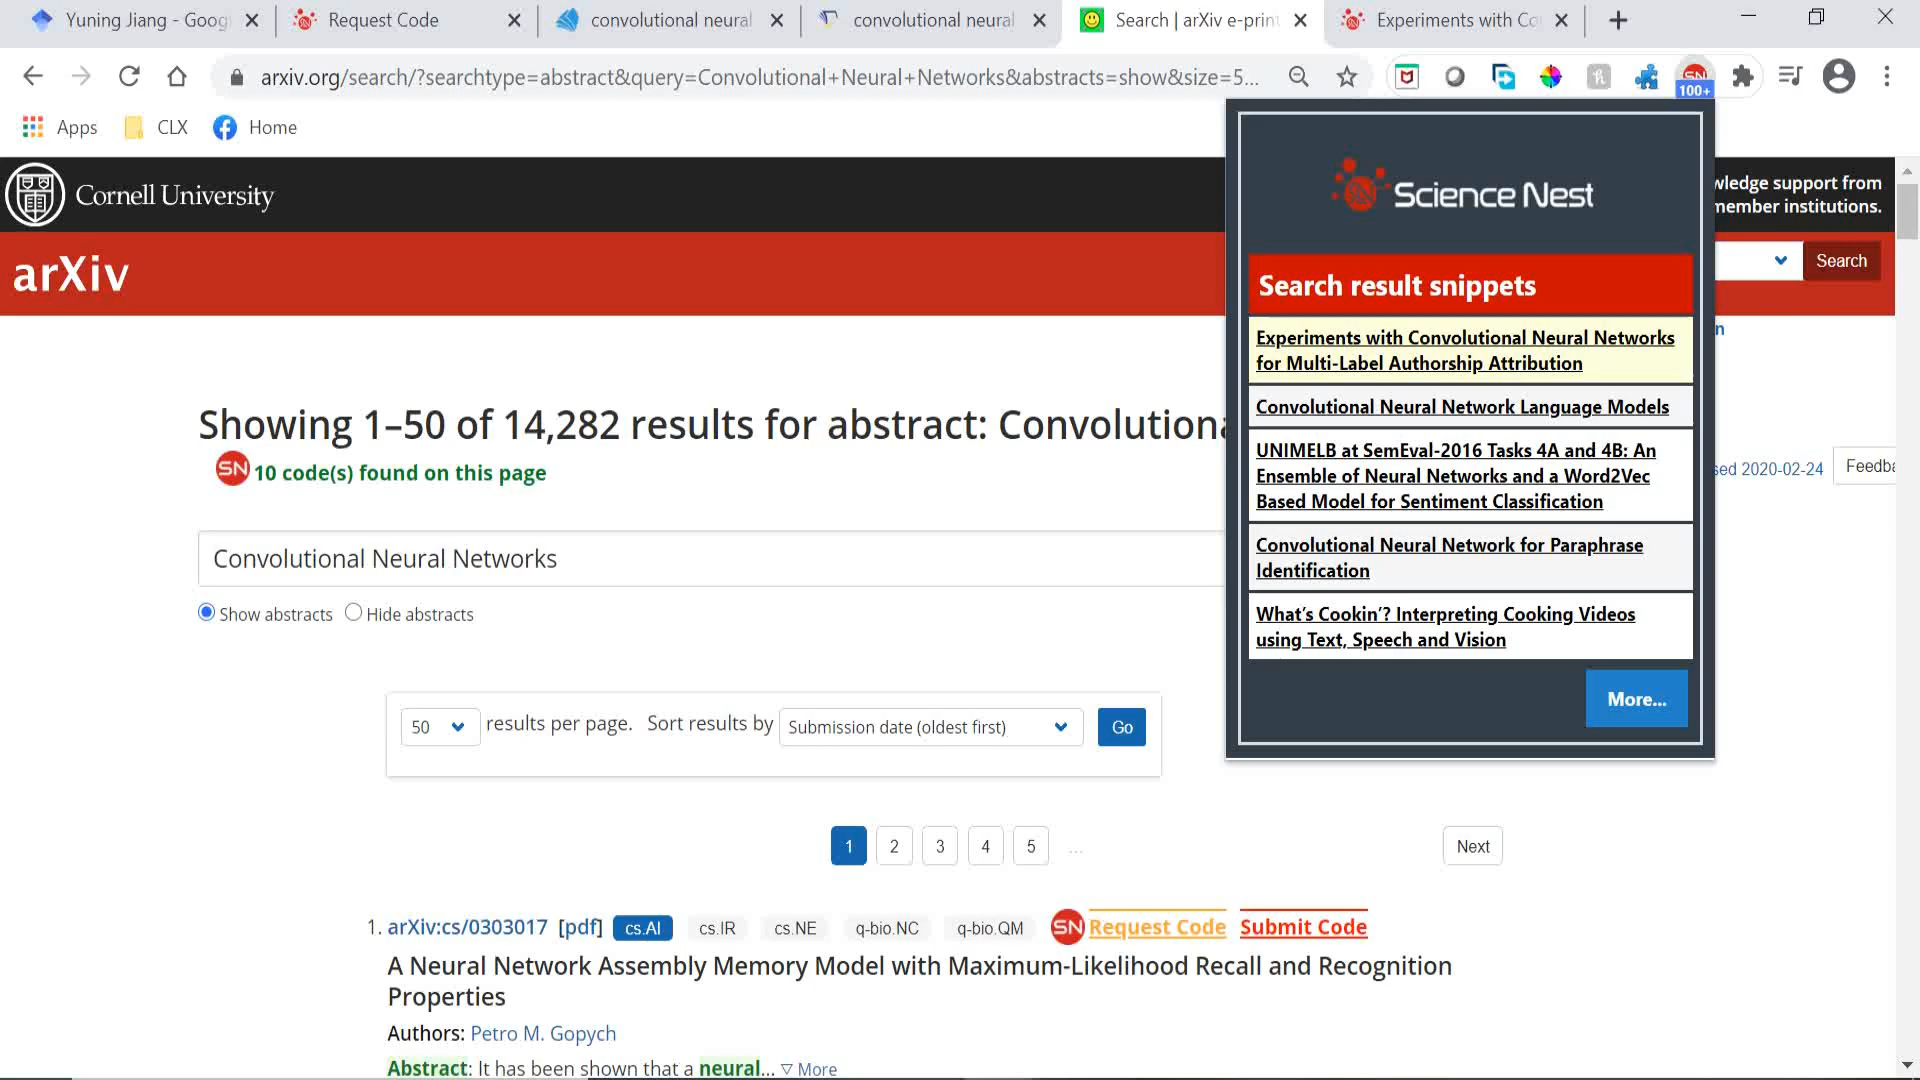 Yuning Jiang - Goog
Request Code
convolutional neural
convolutional neural
Search | arXiv e-print
Experiments with Co
arxiv.org/search/?searchtype=abstract&query=Convolutional+Neural+Networks&abstracts=show&size=5...
SN
100+
Apps
CLX
Home
Cornell University
wledge support from
member institutions.
arXiv
Search
SN Science Nest
Search result snippets
Experiments with Convolutional Neural Networks
for Multi-Label Authorship Attribution
Convolutional Neural Network Language Models
UNIMELB at SemEval-2016 Tasks 4A and 4B: An
Ensemble of Neural Networks and a Word2Vec
Based Model for Sentiment Classification
Convolutional Neural Network for Paraphrase
Identification
What's Cookin'? Interpreting Cooking Videos
using Text, Speech and Vision
More...
n
Showing 1–50 of 14,282 results for abstract: Convolutiona
sed 2020-02-24
Feedba
SN 10 code(s) found on this page
Convolutional Neural Networks
Show abstracts
Hide abstracts
50 results per page. Sort results by Submission date (oldest first) Go
1 2 3 4 5 ... Next
1. arXiv:cs/0303017 [pdf] cs.AI cs.IR cs.NE q-bio.NC q-bio.QM SN Request Code Submit Code
A Neural Network Assembly Memory Model with Maximum-Likelihood Recall and Recognition
Properties
Authors: Petro M. Gopych
Abstract: It has been shown that a neural... ▽ More